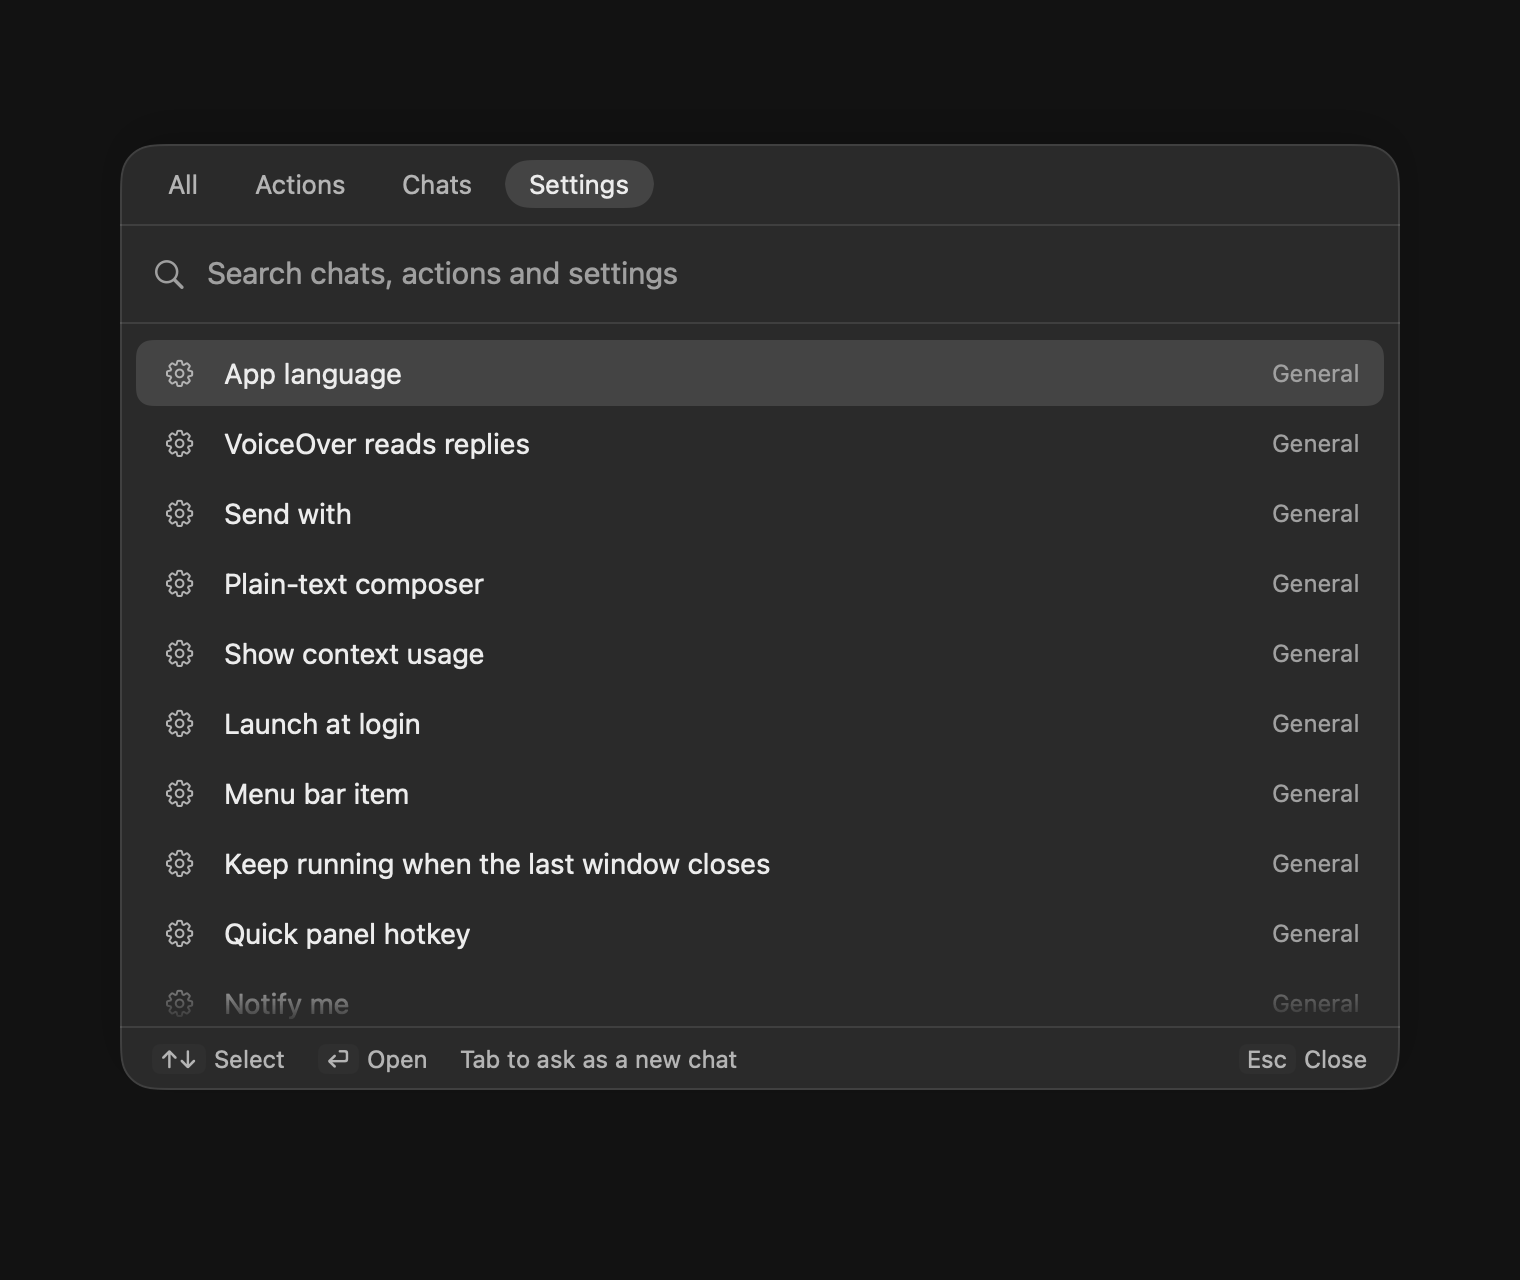 All Actions Chats Settings
Search chats, actions and settings
App language General
VoiceOver reads replies General
Send with General
Plain-text composer General
Show context usage General
Launch at login General
Menu bar item General
Keep running when the last window closes General
Quick panel hotkey General
Notify me General
↑↓ Select ↩ Open Tab to ask as a new chat Esc Close